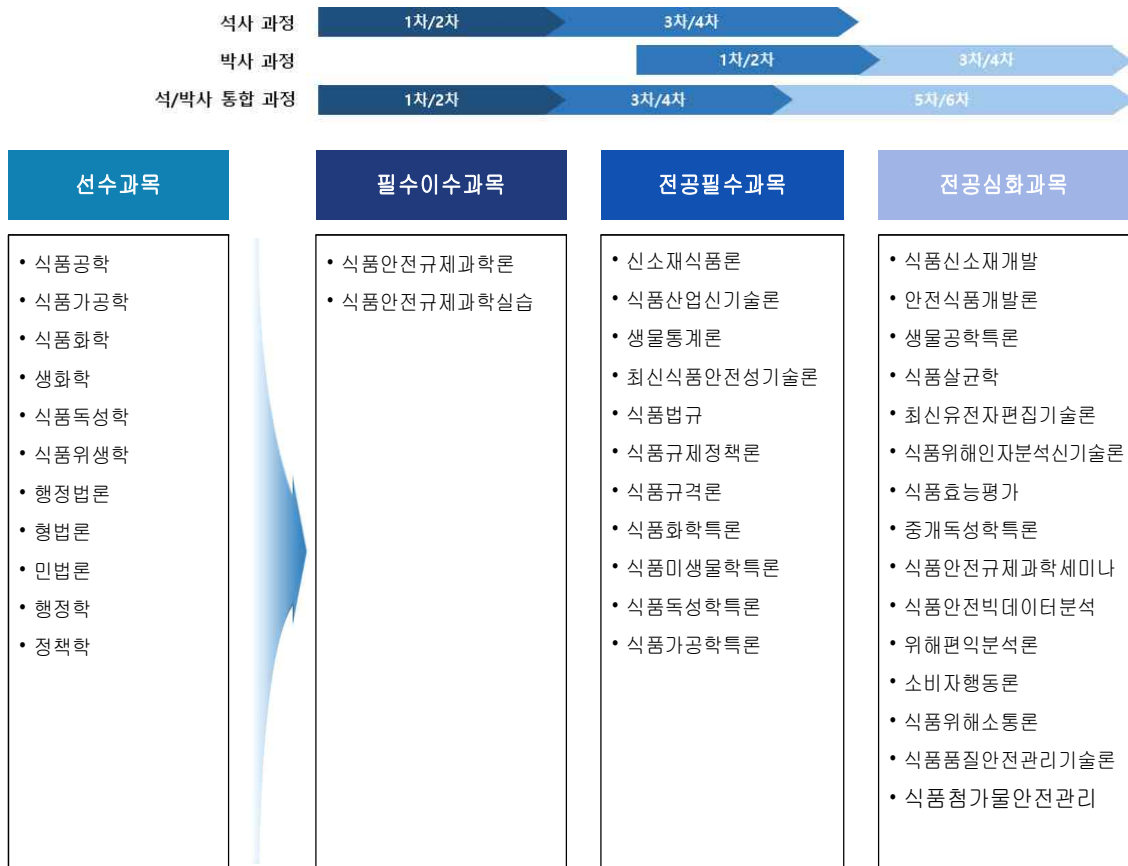 석사 과정
1차/2차
3차/4차
박사 과정
1차/2차
3차/4차
석/박사 통합 과정
1차/2차
3차/4차
5차/6차
선수과목
• 식품공학
• 식품가공학
• 식품화학
• 생화학
• 식품독성학
• 식품위생학
• 행정법론
• 형법론
• 민법론
• 행정학
• 정책학
필수이수과목
• 식품안전규제과학론
• 식품안전규제과학실습
전공필수과목
• 신소재식품론
• 식품산업신기술론
• 생물통계론
• 최신식품안전성기술론
• 식품법규
• 식품규제정책론
• 식품규격론
• 식품화학특론
• 식품미생물학특론
• 식품독성학특론
• 식품가공학특론
전공심화과목
• 식품신소재개발
• 안전식품개발론
• 생물공학특론
• 식품살균학
• 최신유전자편집기술론
• 식품위해인자분석신기술론
• 식품효능평가
• 중개독성학특론
• 식품안전규제과학세미나
• 식품안전빅데이터분석
• 위해편익분석론
• 소비자행동론
• 식품위해소통론
• 식품품질안전관리기술론
• 식품첨가물안전관리